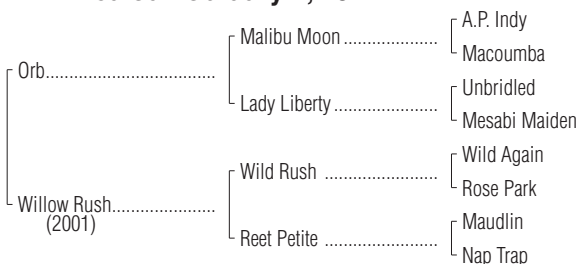 A.P. Indy
Malibu Moon ......................
Macoumba
Orb..................................
Unbridled
Lady Liberty ........................
Mesabi Maiden
Wild Again
Wild Rush ..........................
Rose Park
Willow Rush.....................
(2001)
Maudlin
Reet Petite ........................
Nap Trap